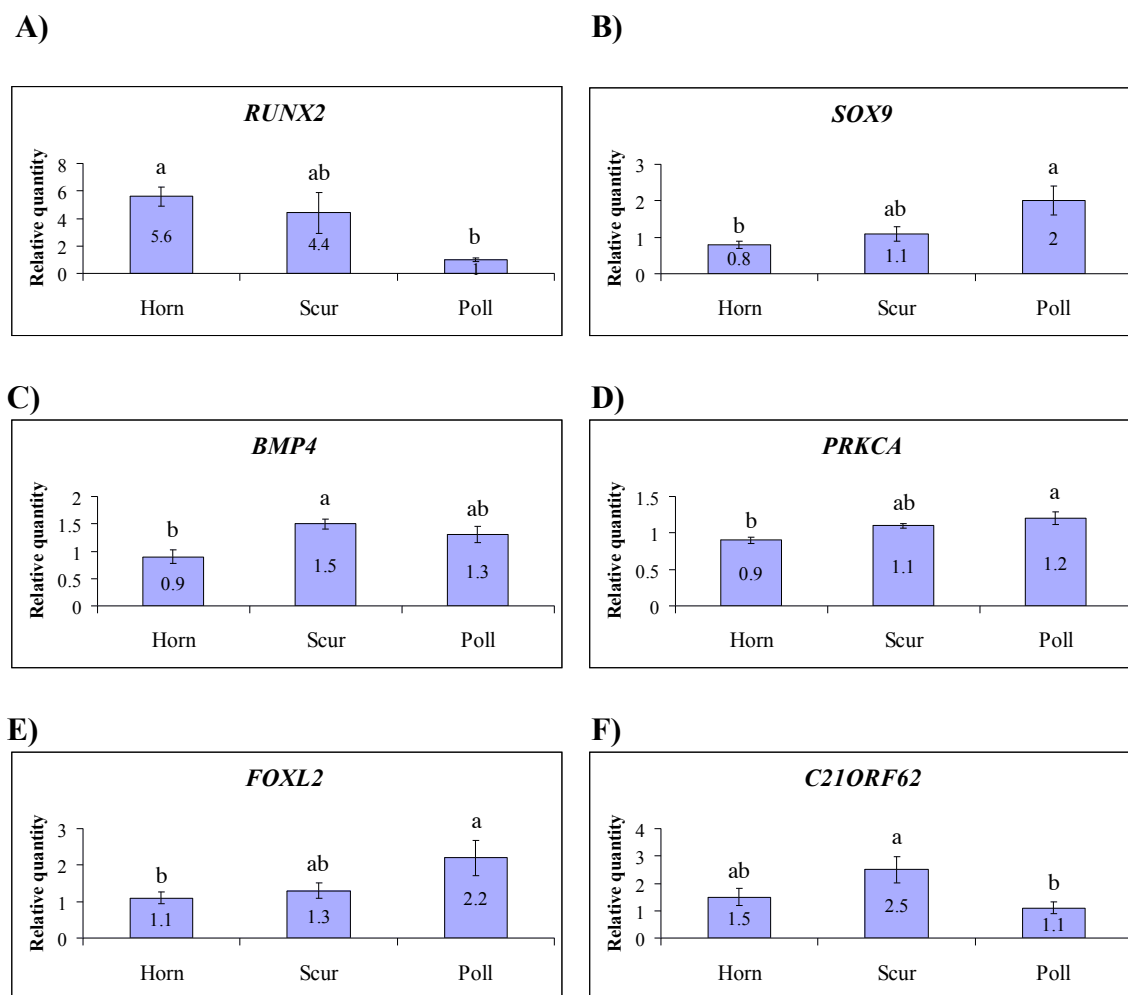 A)
RUNX2
Relative quantity
8
6
4
2
0
a
ab
b
5.6
4.4
1
Horn Scur Poll
B)
SOX9
Relative quantity
3
2
1
0
b
ab
a
0.8
1.1
2
Horn Scur Poll
C)
BMP4
Relative quantity
2
1.5
1
0.5
0
b
a
ab
0.9
1.5
1.3
Horn Scur Poll
D)
PRKCA
Relative quantity
1.5
1
0.5
0
b
ab
a
0.9
1.1
1.2
Horn Scur Poll
E)
FOXL2
Relative quantity
3
2
1
0
b
ab
a
1.1
1.3
2.2
Horn Scur Poll
F)
C21ORF62
Relative quantity
4
3
2
1
0
ab
a
b
1.5
2.5
1.1
Horn Scur Poll